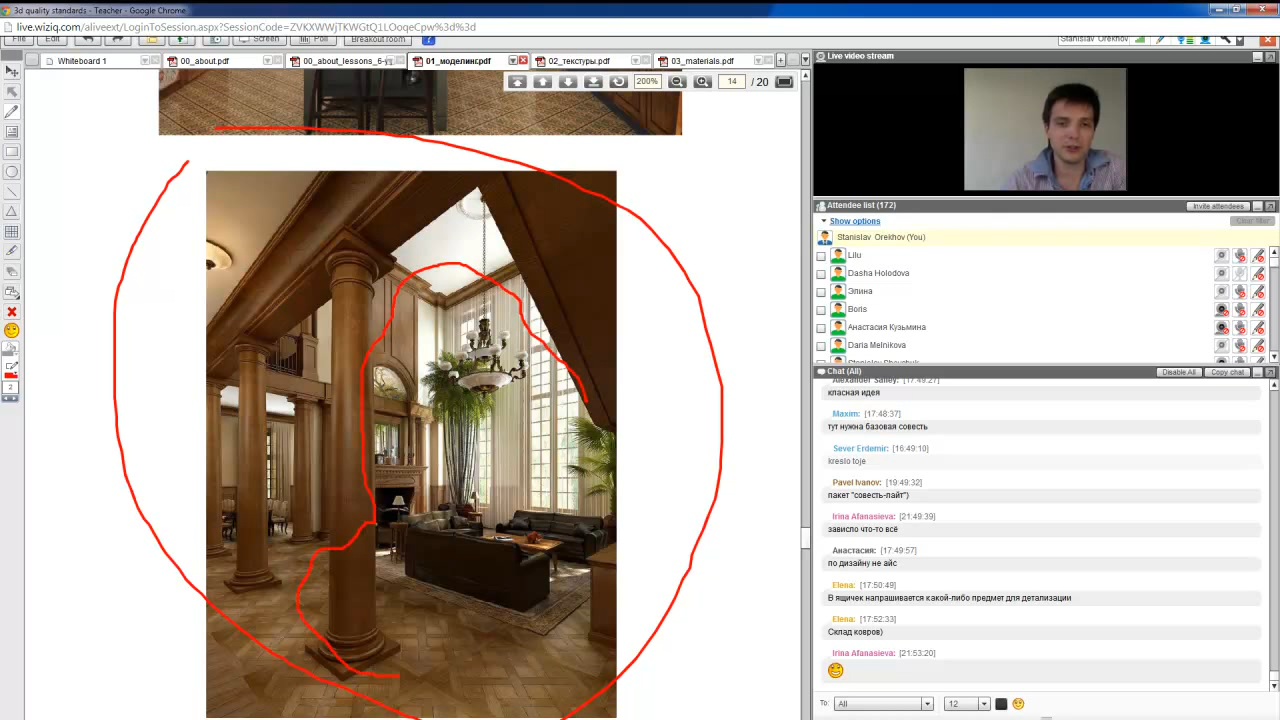 3d quality standards - Teacher - Google Chrome
live.wiziq.com/aliveext/LoginToSession.aspx?SessionCode=ZVKXWWjTKWGtQ1LOoqeCpw%3d%3d
File Edit Screen Poll BreakoutRoom Stanislav Orekhov
Whiteboard 1 00_about.pdf 00_about_lessons_6- 01_моделинг.pdf 02_текстуры.pdf 03_materials.pdf
200% 14 / 20
Live video stream
Attendee list (172) Invite attendees
Show options Clear filter
Stanislav Orekhov (You)
Lilu
Dasha Holodova
Элина
Boris
Анастасия Кузьмина
Daria Melnikova
Chat (All) Disable All Copy chat
[17:49:27]
класная идея
Maxim: [17:48:37]
тут нужна базовая совесть
Sever Erdemir: [16:49:10]
kreslo toje
Pavel Ivanov: [19:49:32]
пакет "совесть-лайт")
Irina Afanasieva: [21:49:39]
зависло что-то всё
Анастасия: [17:49:57]
по дизайну не айс
Elena: [17:50:49]
В ящичек напрашивается какой-либо предмет для детализации
Elena: [17:52:33]
Склад ковров)
Irina Afanasieva: [21:53:20]
To: All 12
2